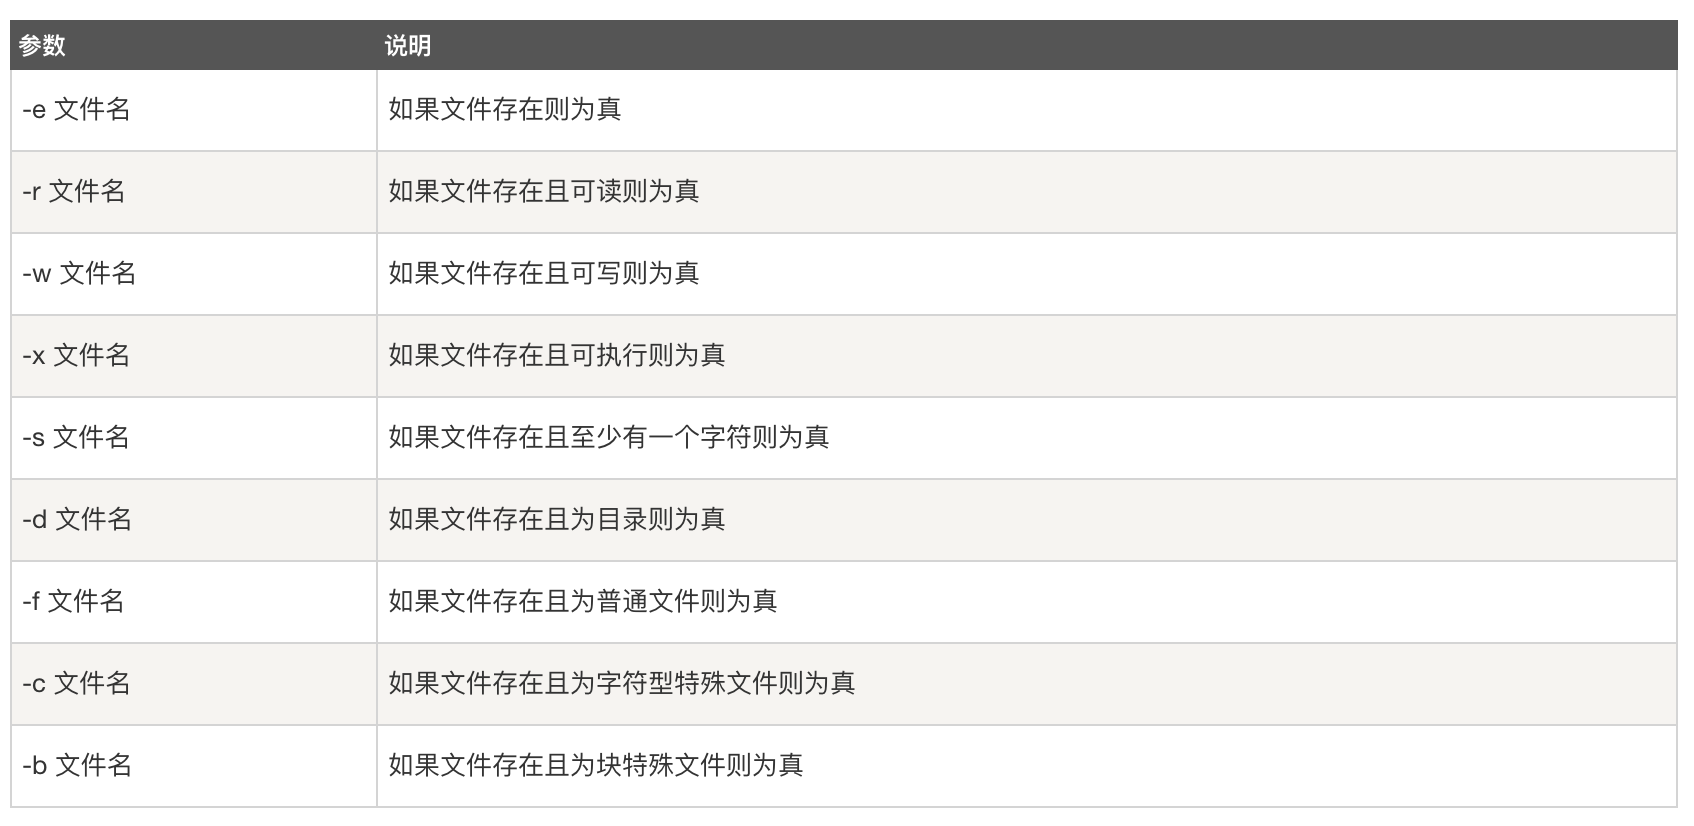 参数 说明
-e 文件名 如果文件存在则为真
-r 文件名 如果文件存在且可读则为真
-w 文件名 如果文件存在且可写则为真
-x 文件名 如果文件存在且可执行则为真
-s 文件名 如果文件存在且至少有一个字符则为真
-d 文件名 如果文件存在且为目录则为真
-f 文件名 如果文件存在且为普通文件则为真
-c 文件名 如果文件存在且为字符型特殊文件则为真
-b 文件名 如果文件存在且为块特殊文件则为真